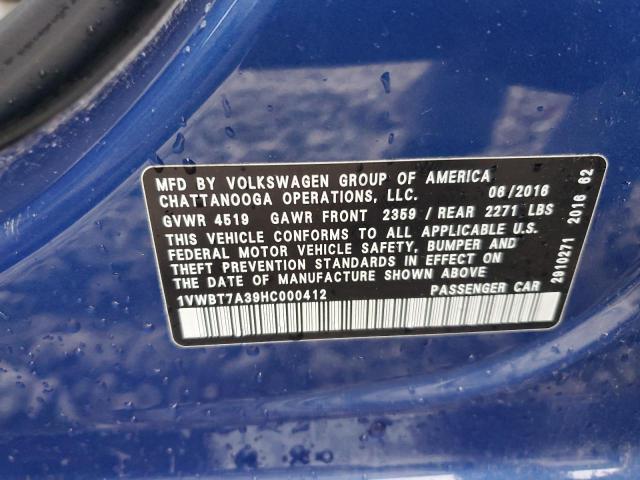 MFD BY VOLKSWAGEN GROUP OF AMERICA
CHATTANOOGA OPERATIONS, LLC. 06/2016
GVWR 4519 GAWR FRONT 2359 / REAR 2271 LBS
THIS VEHICLE CONFORMS TO ALL APPLICABLE U.S.
FEDERAL MOTOR VEHICLE SAFETY, BUMPER AND
THEFT PREVENTION STANDARDS IN EFFECT ON
THE DATE OF MANUFACTURE SHOWN ABOVE
1VWBT7A39HC000412 PASSENGER CAR
2010271 2016 62